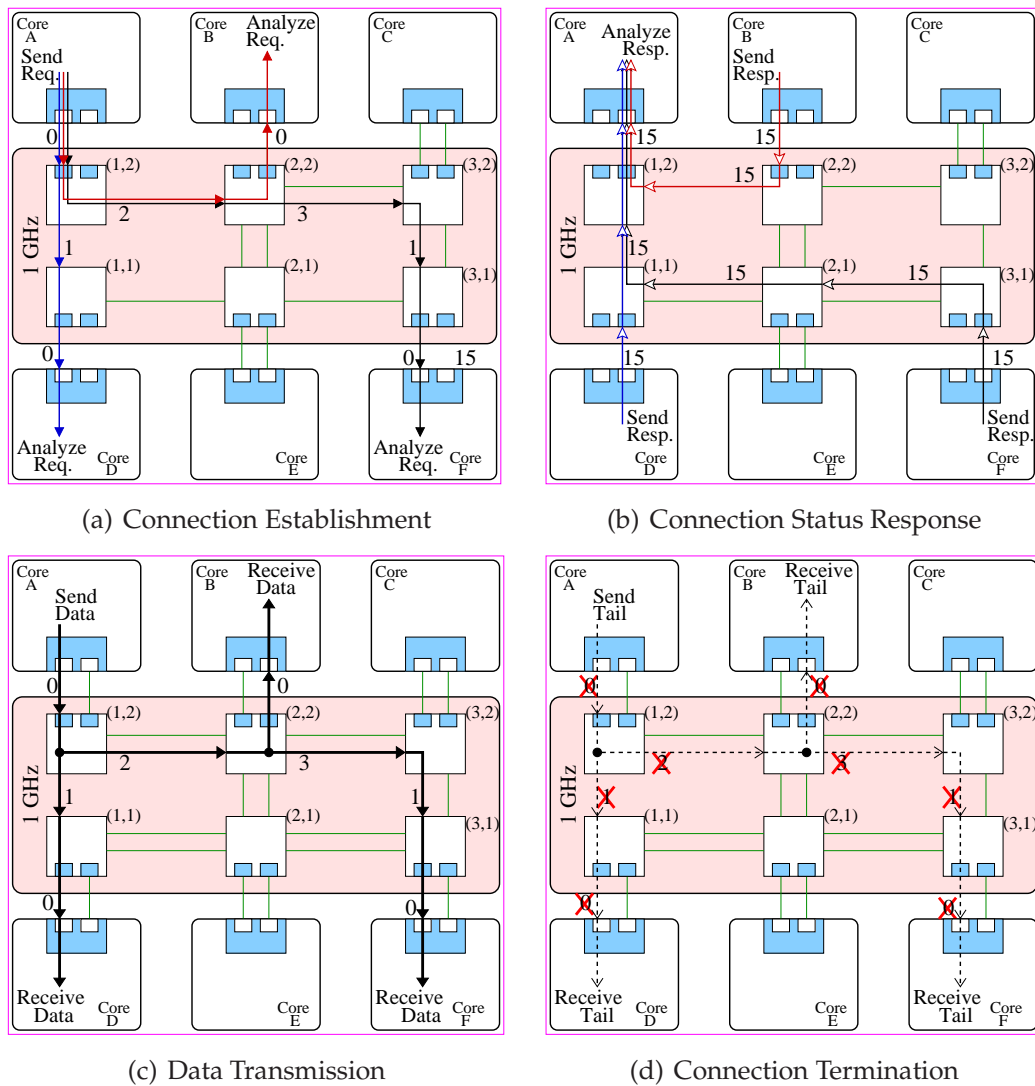 Core A
Send Req.
Core B
Analyze Req.
Core C
0
0
(1,2)
(2,2)
(3,2)
2
3
1 GHz
1
1
(1,1)
(2,1)
(3,1)
0
0
15
Analyze Req.
Core D
Core E
Analyze Req.
Core F
(a) Connection Establishment
Core A
Analyze Resp.
Core B
Send Resp.
Core C
15
15
(1,2)
15
(2,2)
(3,2)
1 GHz
15
(1,1)
15
(2,1)
15
(3,1)
15
15
Send Resp.
Core D
Core E
Send Resp.
Core F
(b) Connection Status Response
Core A
Send Data
Core B
Receive Data
Core C
0
0
(1,2)
(2,2)
(3,2)
2
3
1 GHz
1
1
(1,1)
(2,1)
(3,1)
0
0
Receive Data
Core D
Core E
Receive Data
Core F
(c) Data Transmission
Core A
Send Tail
Core B
Receive Tail
Core C
0
0
(1,2)
(2,2)
(3,2)
2
3
1 GHz
1
1
(1,1)
(2,1)
(3,1)
0
0
Receive Tail
Core D
Core E
Receive Tail
Core F
(d) Connection Termination